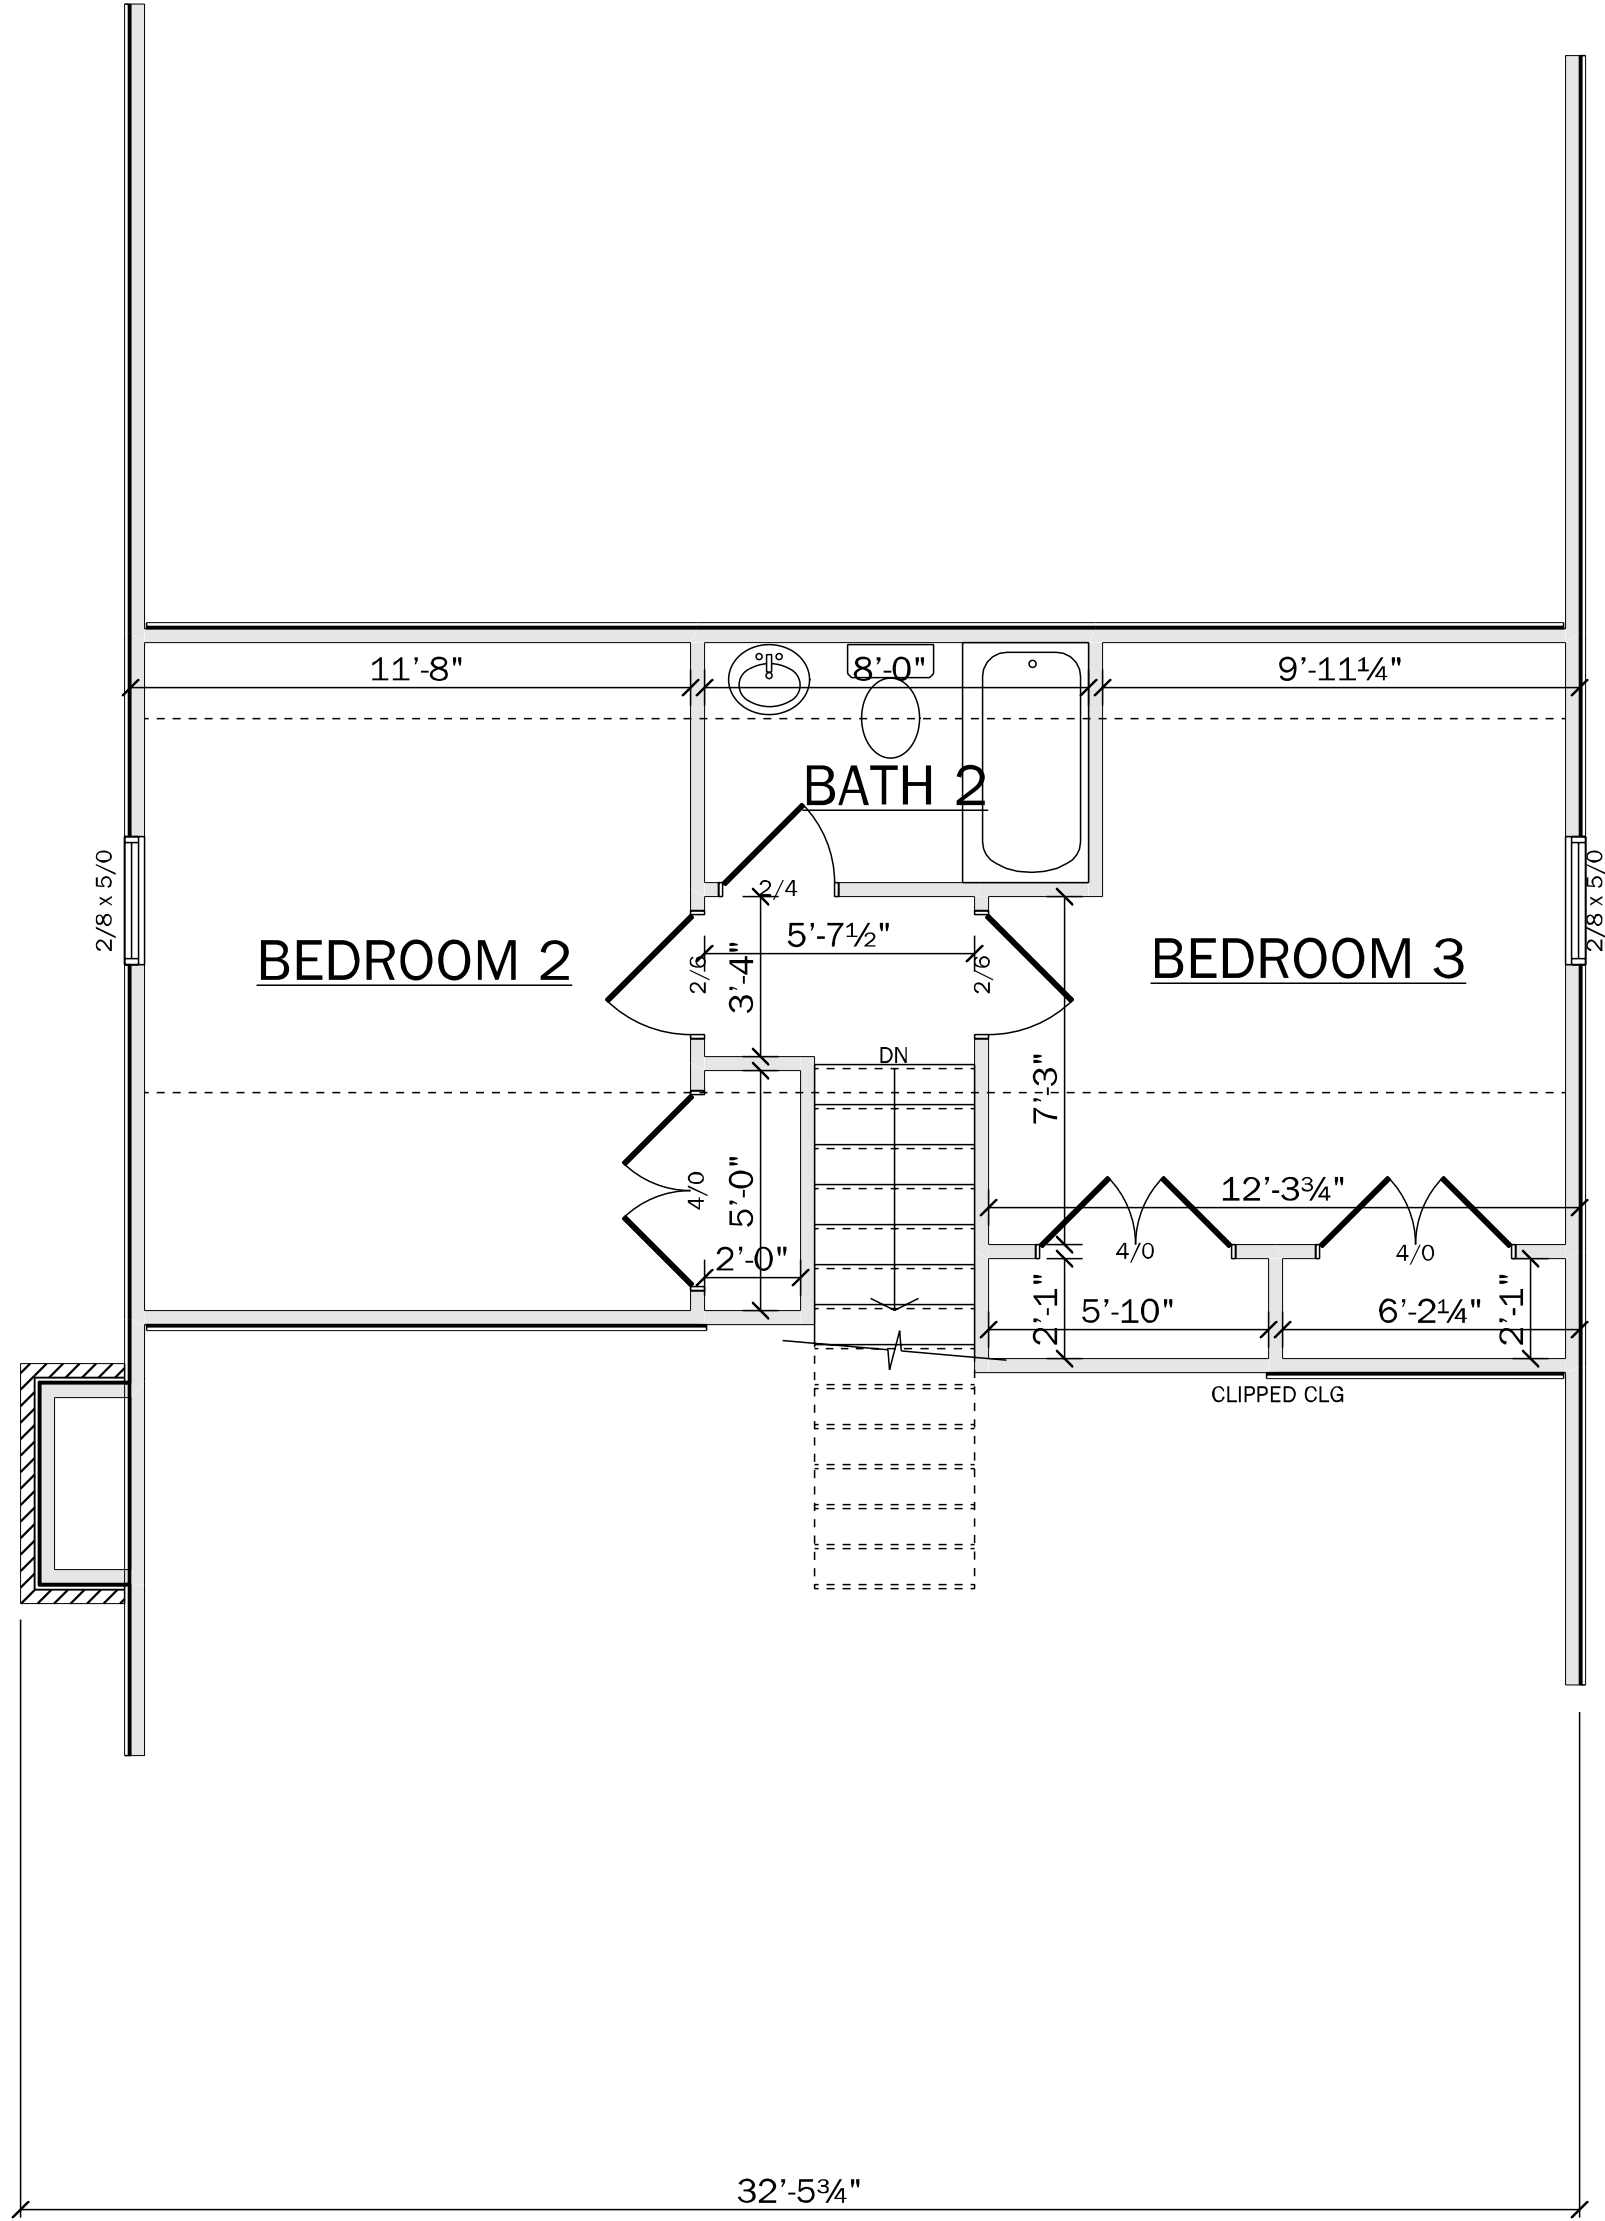 11'-8"
8'-0"
9'-11¼"
BATH 2
2/4
2/8 x 5/0
2/8 x 5/0
5'-7½"
BEDROOM 2
BEDROOM 3
2/6
3'-4"
2/6
DN
7'-3"
4/0
5'-0"
12'-3¾"
2'-0"
4/0
4/0
2'-1"
5'-10"
6'-2¼"
2'-1"
CLIPPED CLG
32'-5¾"